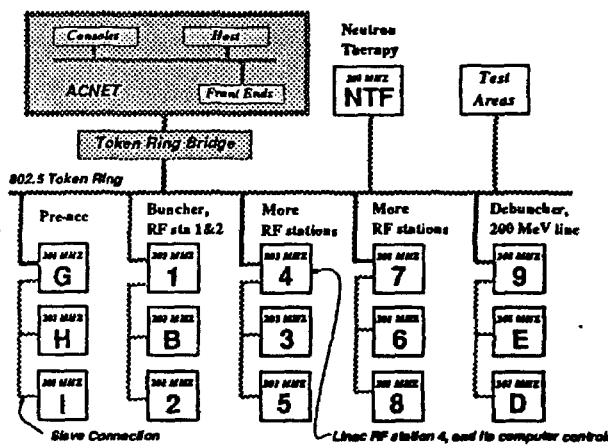 Consoles
Host
ACNET
Front Ends
Token Ring Bridge
Neutron
Therapy
NTF
Test
Areas
802.5 Token Ring
Pre-acc
Buncher,
RF sta 1&2
More
RF stations
More
RF stations
Debuncher,
200 MeV line
G
1
4
7
9
H
B
3
6
E
I
2
5
8
D
Slave Connection
Linac RF station 4, and its computer control